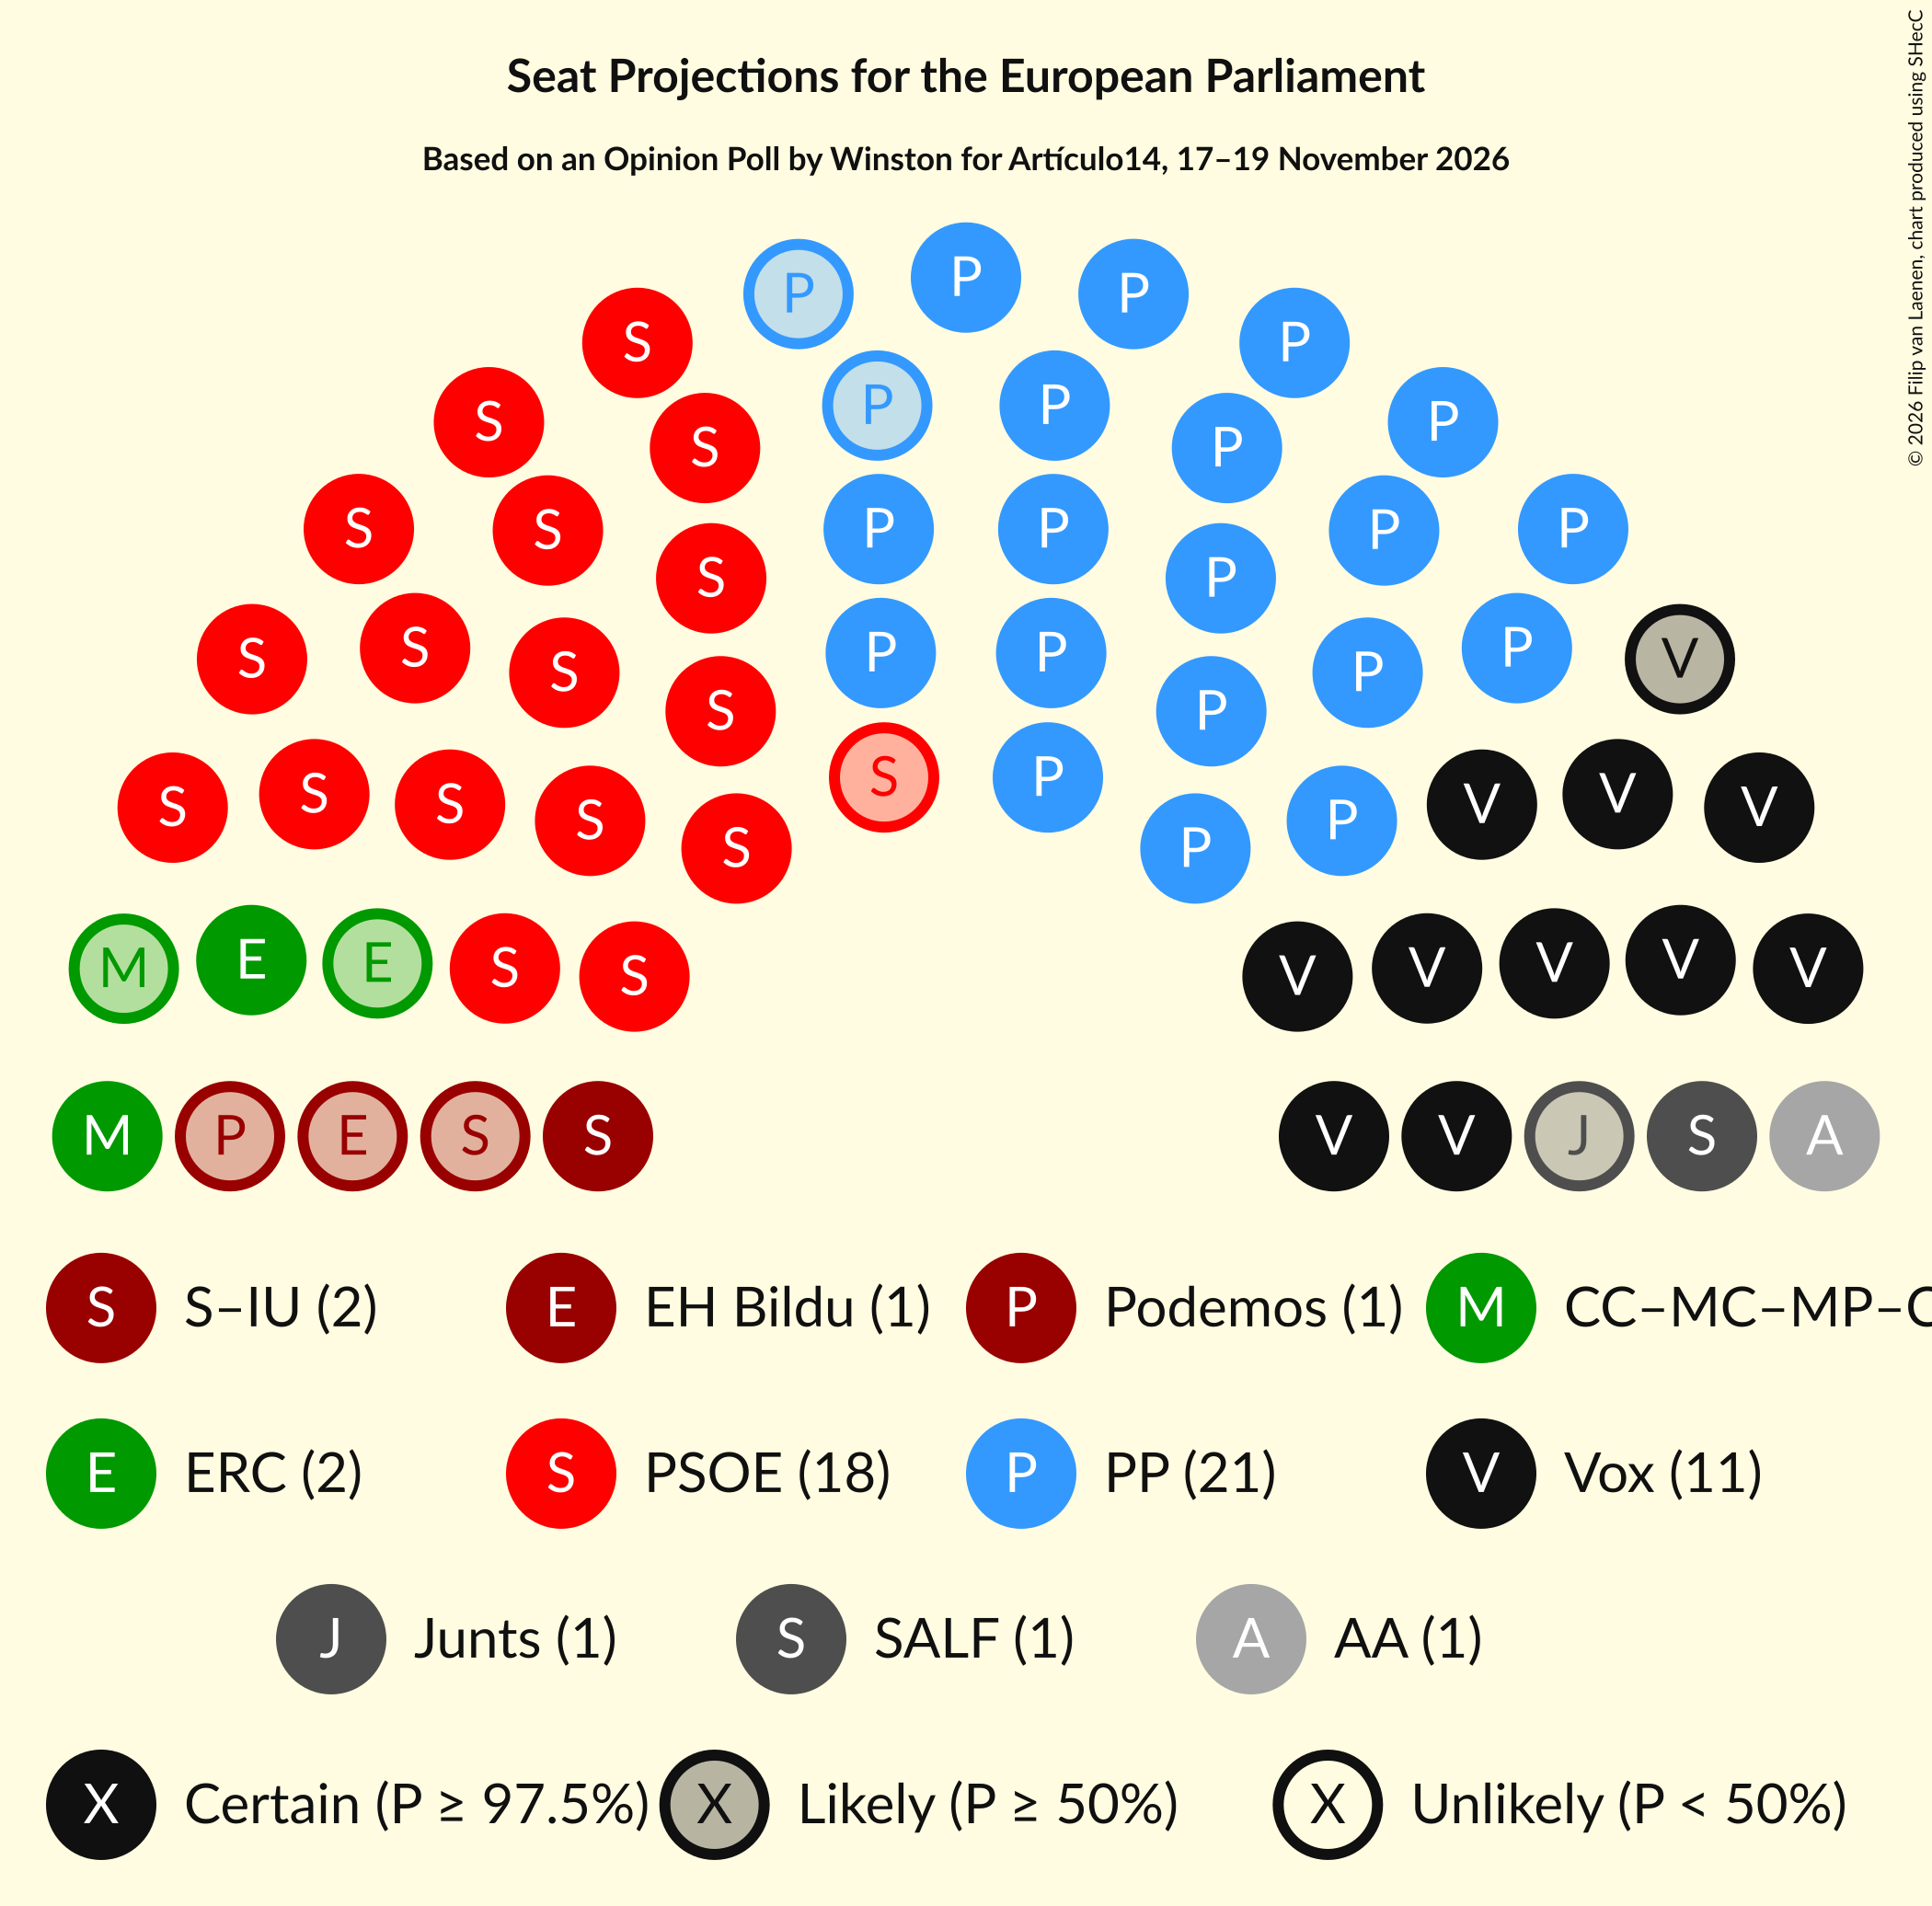 Seat Projections for the European Parliament
Based on an Opinion Poll by Winston for Artículo14, 17–19 November 2026
© 2026 Filip van Laenen, chart produced using SHecC
P
P P
S P
S P P
S P
S P
P P
S S P P
S P
S P
S S P P
S P V
S P P
S P
S S P P V V
S S P V
M E E S S V V V V V
M P E S S V V J S A
S S–IU (2) E EH Bildu (1) P Podemos (1) M CC–MC–MP–C
E ERC (2) S PSOE (18) P PP (21) V Vox (11)
J Junts (1) S SALF (1) A AA (1)
X Certain (P ≥ 97.5%) X Likely (P ≥ 50%) X Unlikely (P < 50%)